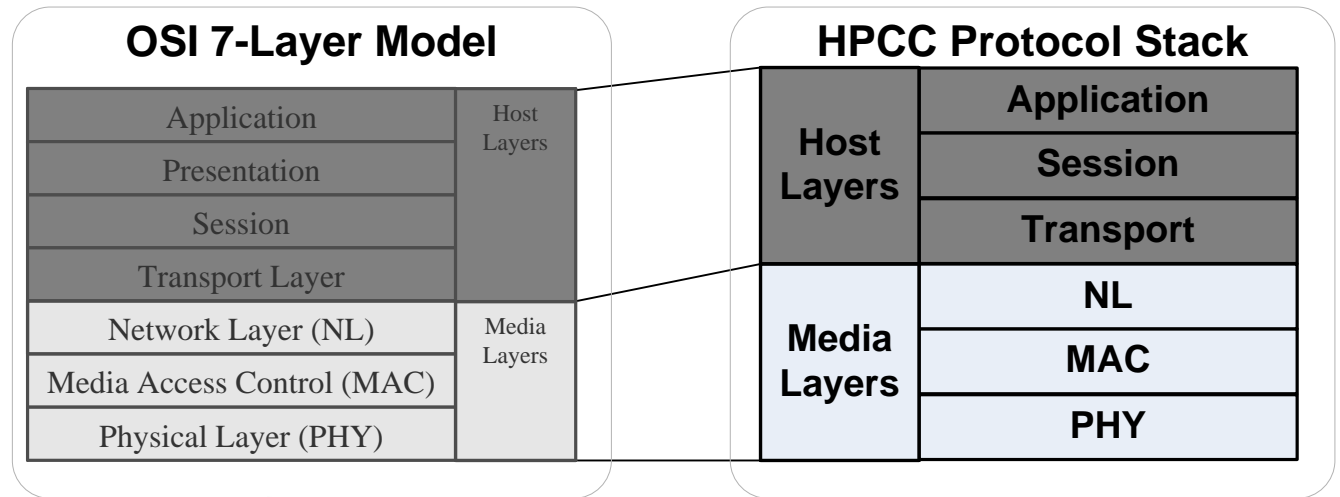 OSI 7-Layer Model
Application
Presentation
Session
Transport Layer
Network Layer (NL)
Media Access Control (MAC)
Physical Layer (PHY)
Host
Layers
Media
Layers
HPCC Protocol Stack
Host
Layers
Application
Session
Transport
Media
Layers
NL
MAC
PHY